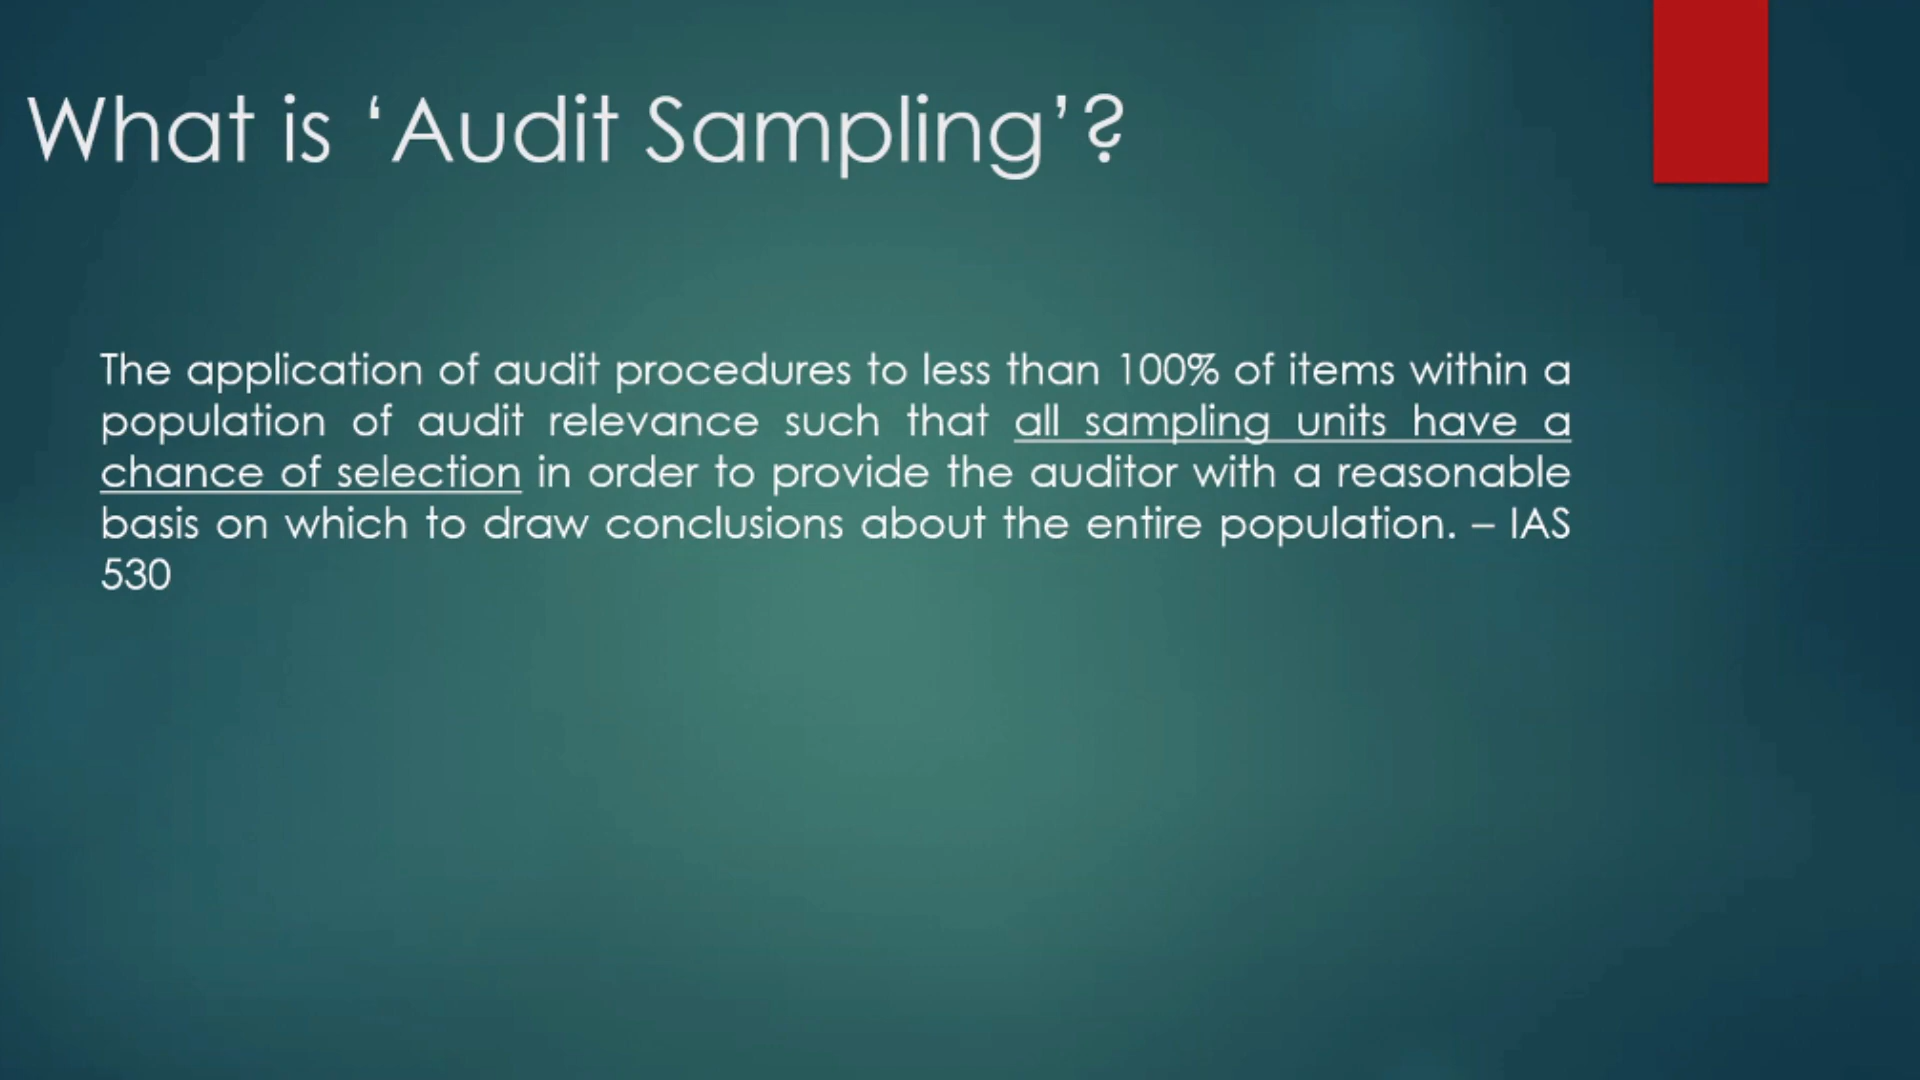 What is ‘Audit Sampling’?
The application of audit procedures to less than 100% of items within a
population of audit relevance such that all sampling units have a
chance of selection in order to provide the auditor with a reasonable
basis on which to draw conclusions about the entire population. – IAS
530